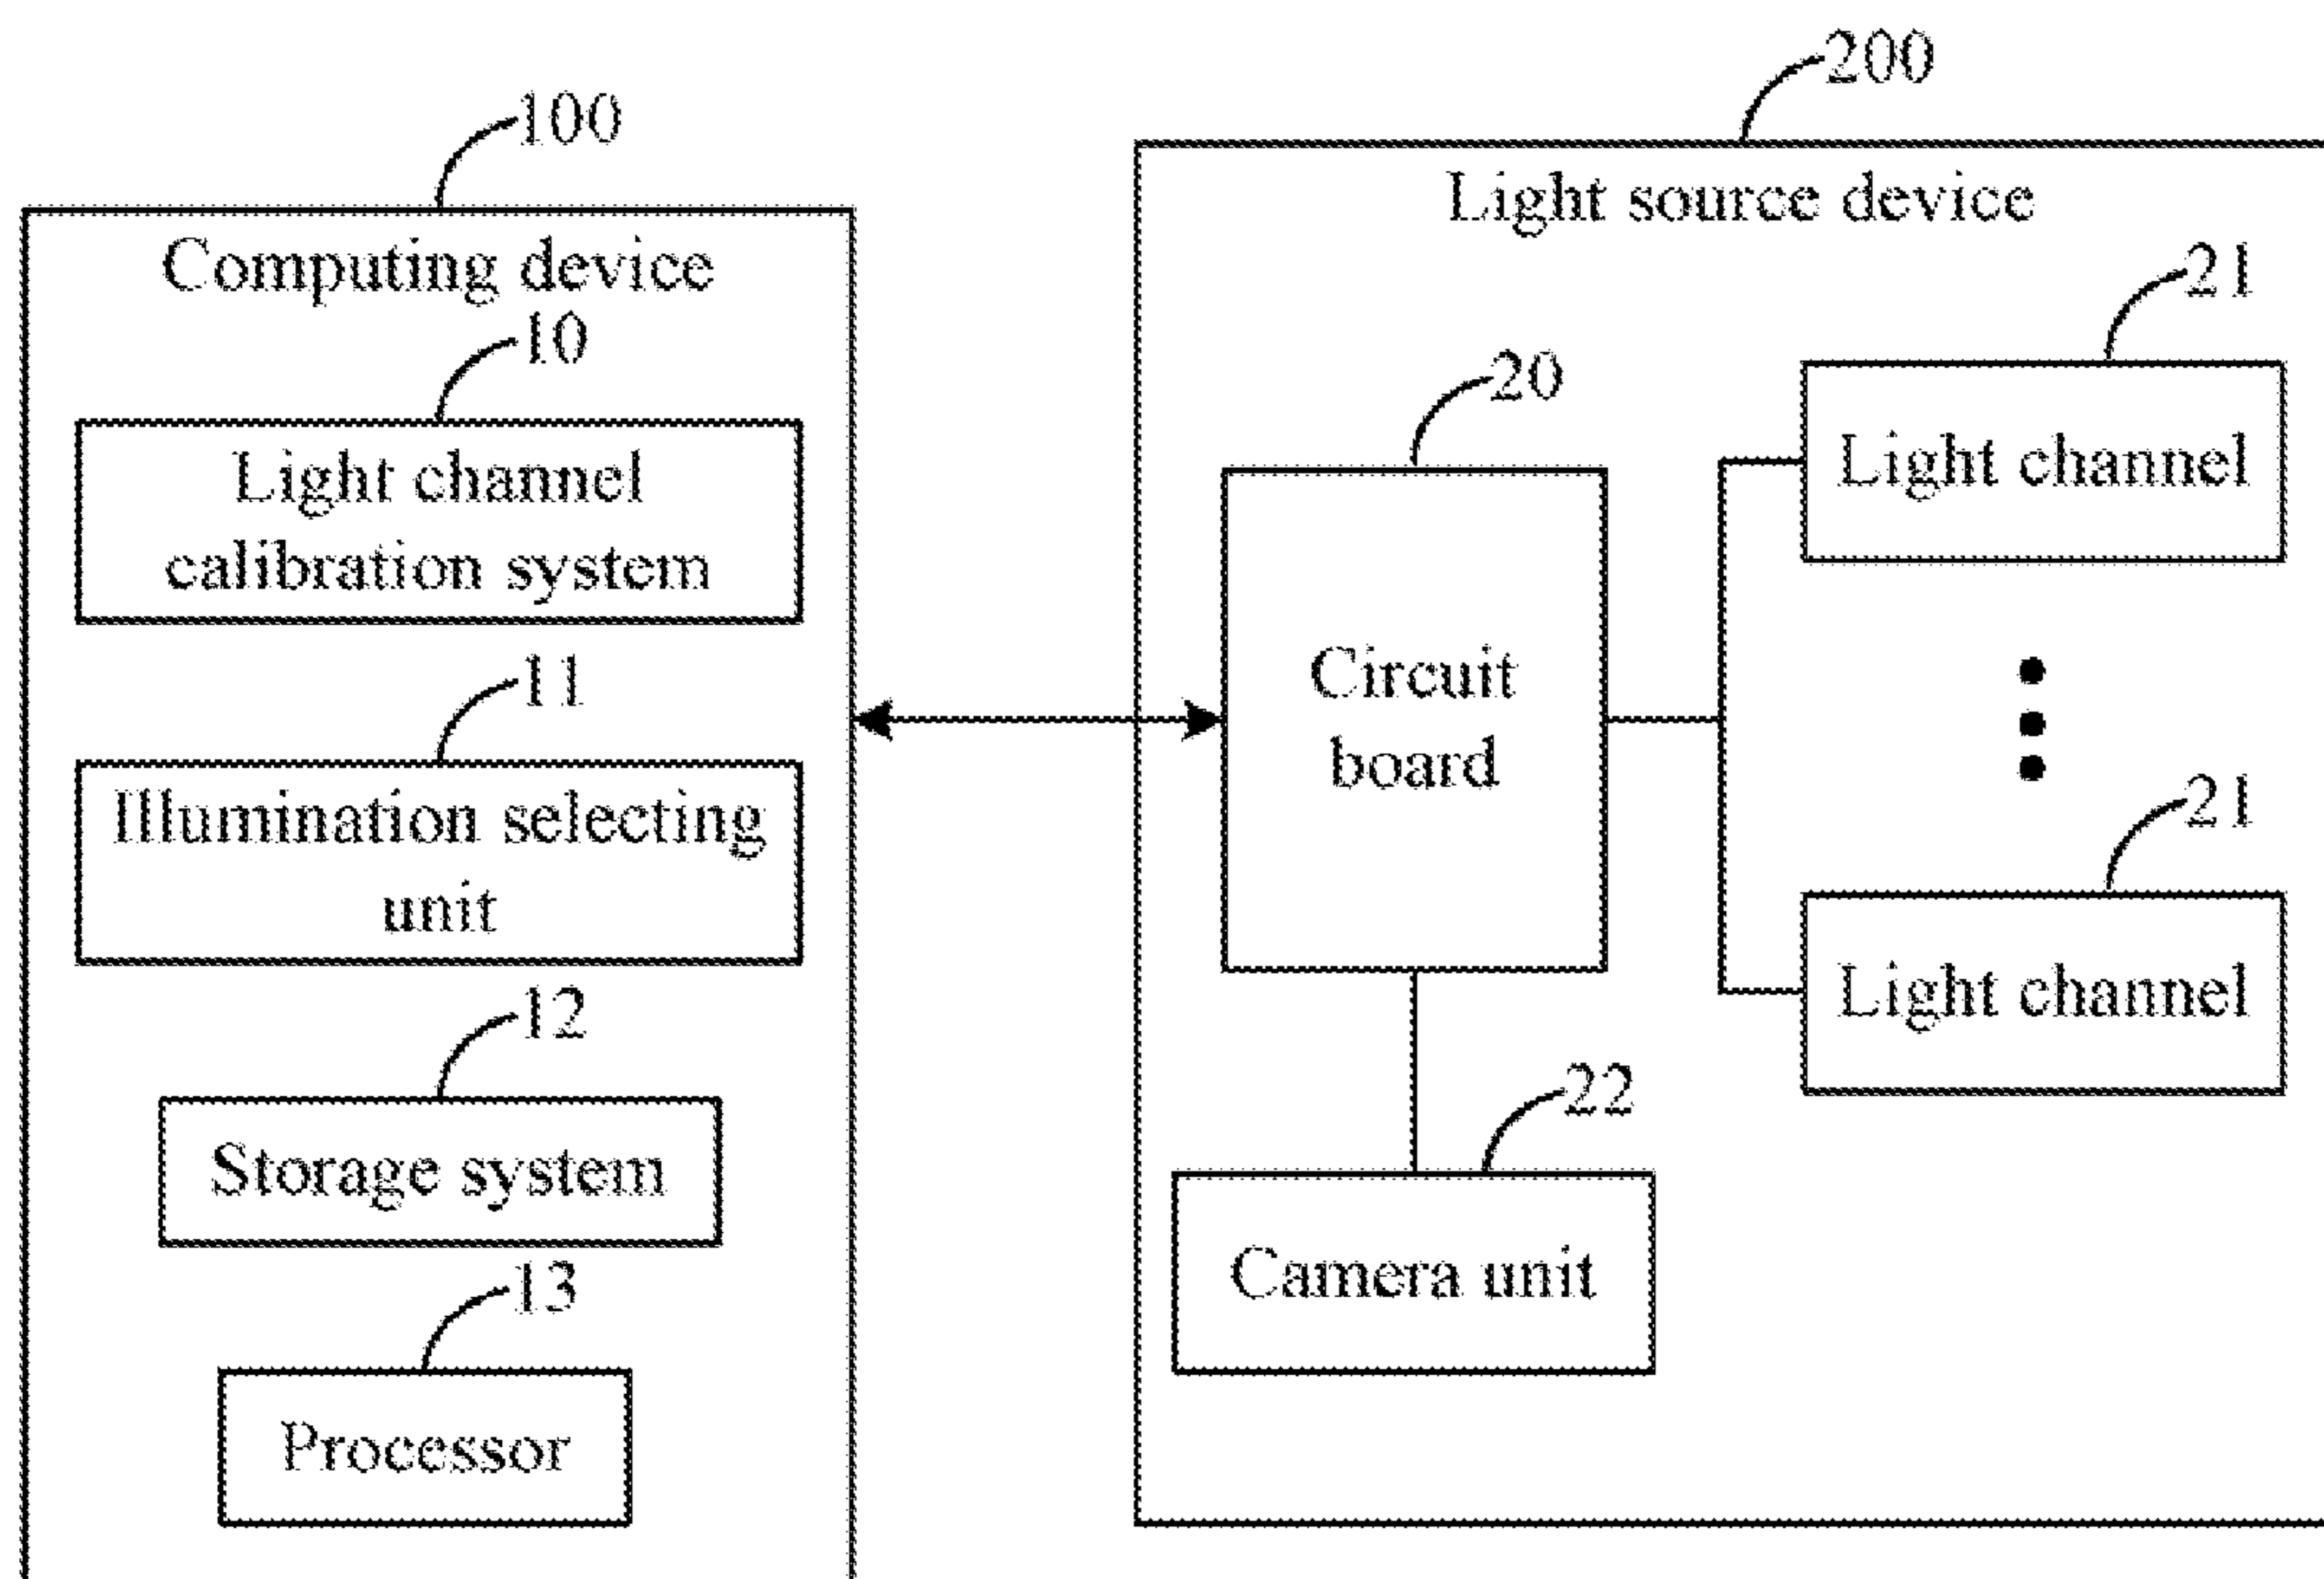 100
Computing device
10
Light channel
calibration system
11
Illumination selecting
unit
12
Storage system
13
Processor
200
Light source device
20
Circuit
board
21
Light channel
21
Light channel
22
Camera unit